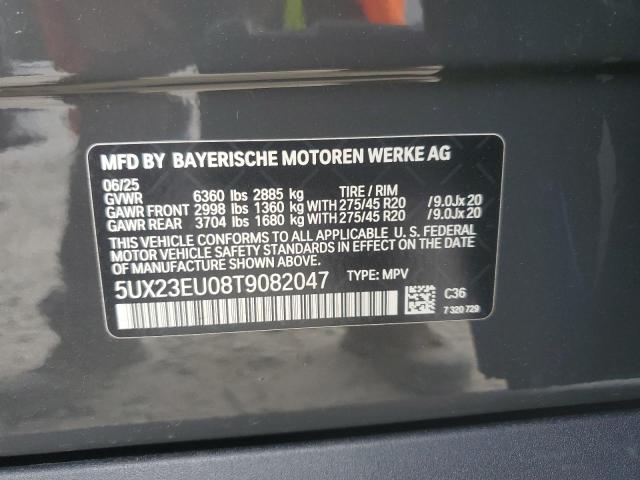 MFD BY BAYERISCHE MOTOREN WERKE AG
06/25
GVWR 6360 lbs 2885 kg TIRE / RIM
GAWR FRONT 2998 lbs 1360 kg WITH 275/45 R20 /9.0Jx20
GAWR REAR 3704 lbs 1680 kg WITH 275/45 R20 /9.0Jx20
THIS VEHICLE CONFORMS TO ALL APPLICABLE U. S. FEDERAL
MOTOR VEHICLE SAFETY STANDARDS IN EFFECT ON THE DATE
OF MANUFACTURE SHOWN ABOVE.
5UX23EU08T9082047 TYPE: MPV
C36
7 320 729